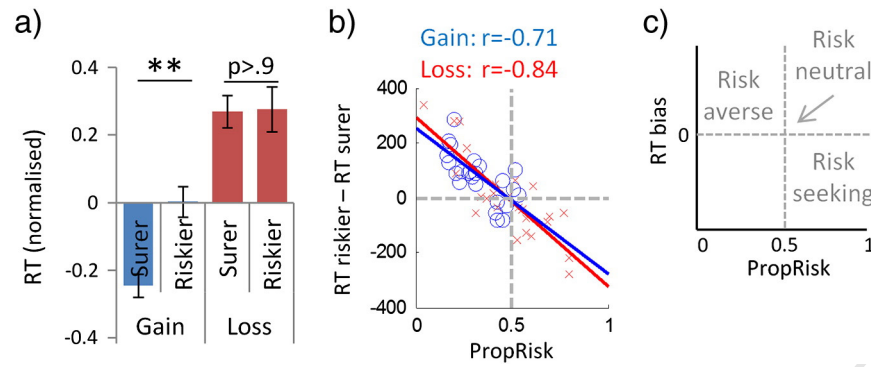 a)
**
p>.9
0.4
0.2
0
-0.2
-0.4
RT (normalised)
Surer
Riskier
Surer
Riskier
Gain
Loss
b)
Gain: r=-0.71
Loss: r=-0.84
400
200
0
-200
-400
RT riskier – RT surer
0
0.5
1
PropRisk
c)
Risk
averse
Risk
neutral
Risk
seeking
RT bias
0
0
0.5
1
PropRisk